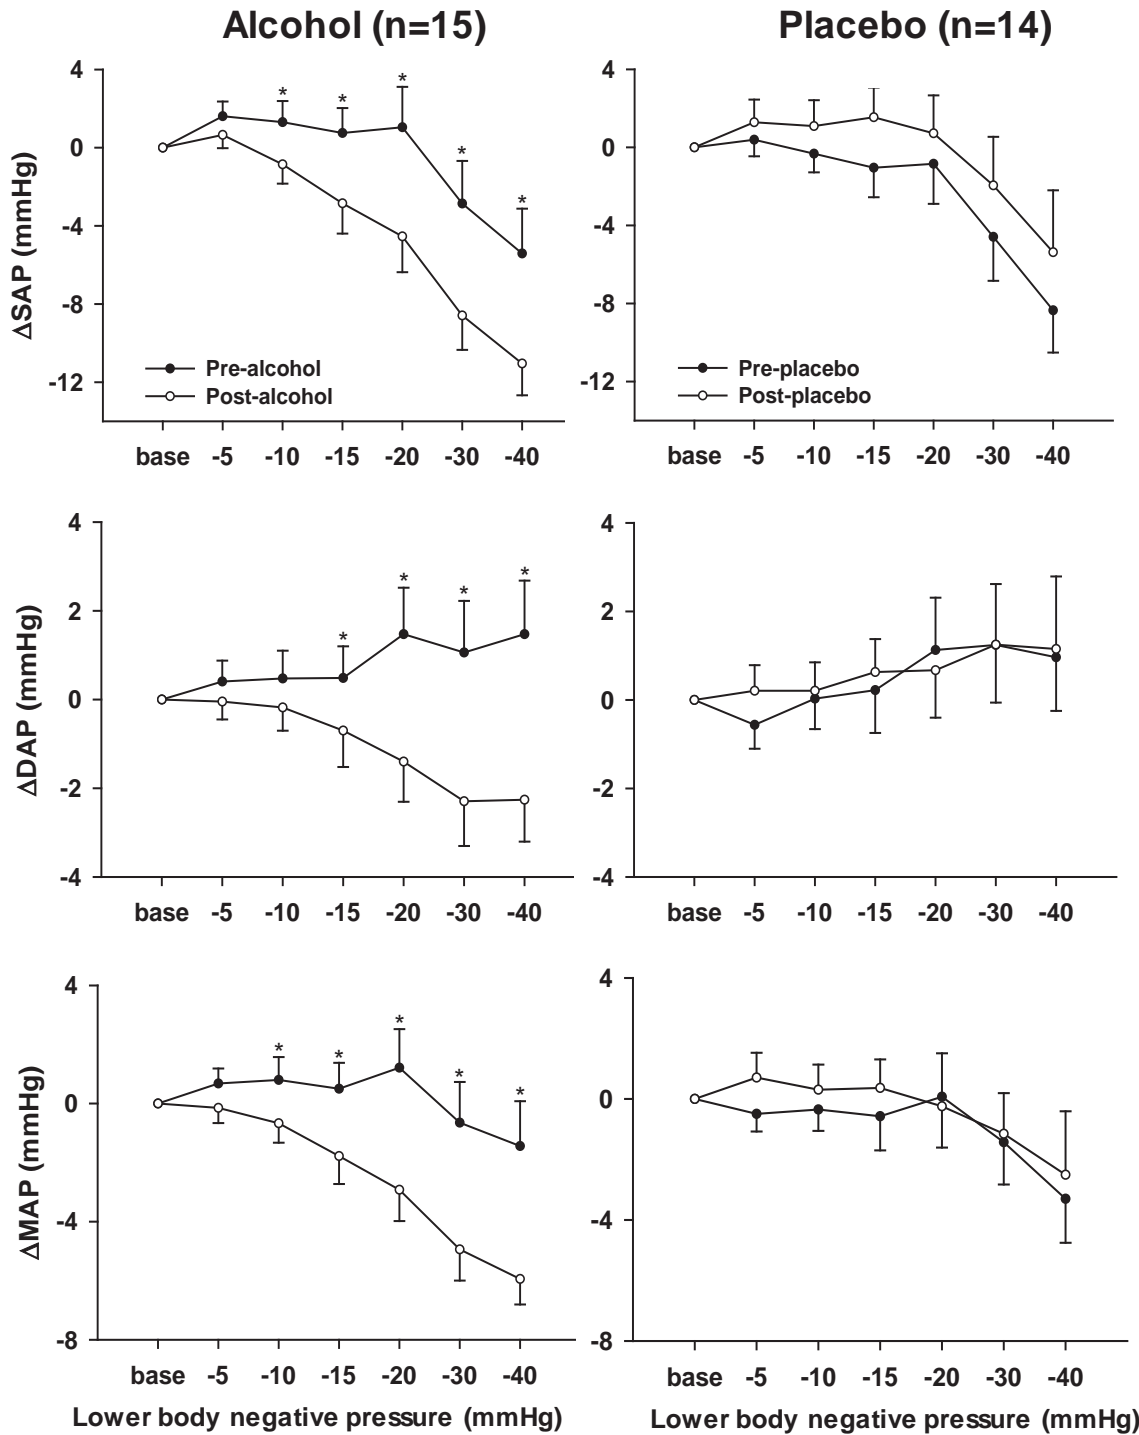 Alcohol (n=15)
Placebo (n=14)
ΔSAP (mmHg)
4
0
-4
-8
-12
* * * * *
Pre-alcohol
Post-alcohol
base -5 -10 -15 -20 -30 -40
4
0
-4
-8
-12
Pre-placebo
Post-placebo
base -5 -10 -15 -20 -30 -40
ΔDAP (mmHg)
4
2
0
-2
-4
* * * *
base -5 -10 -15 -20 -30 -40
4
2
0
-2
-4
base -5 -10 -15 -20 -30 -40
ΔMAP (mmHg)
4
0
-4
-8
* * * * *
base -5 -10 -15 -20 -30 -40
Lower body negative pressure (mmHg)
4
0
-4
-8
base -5 -10 -15 -20 -30 -40
Lower body negative pressure (mmHg)